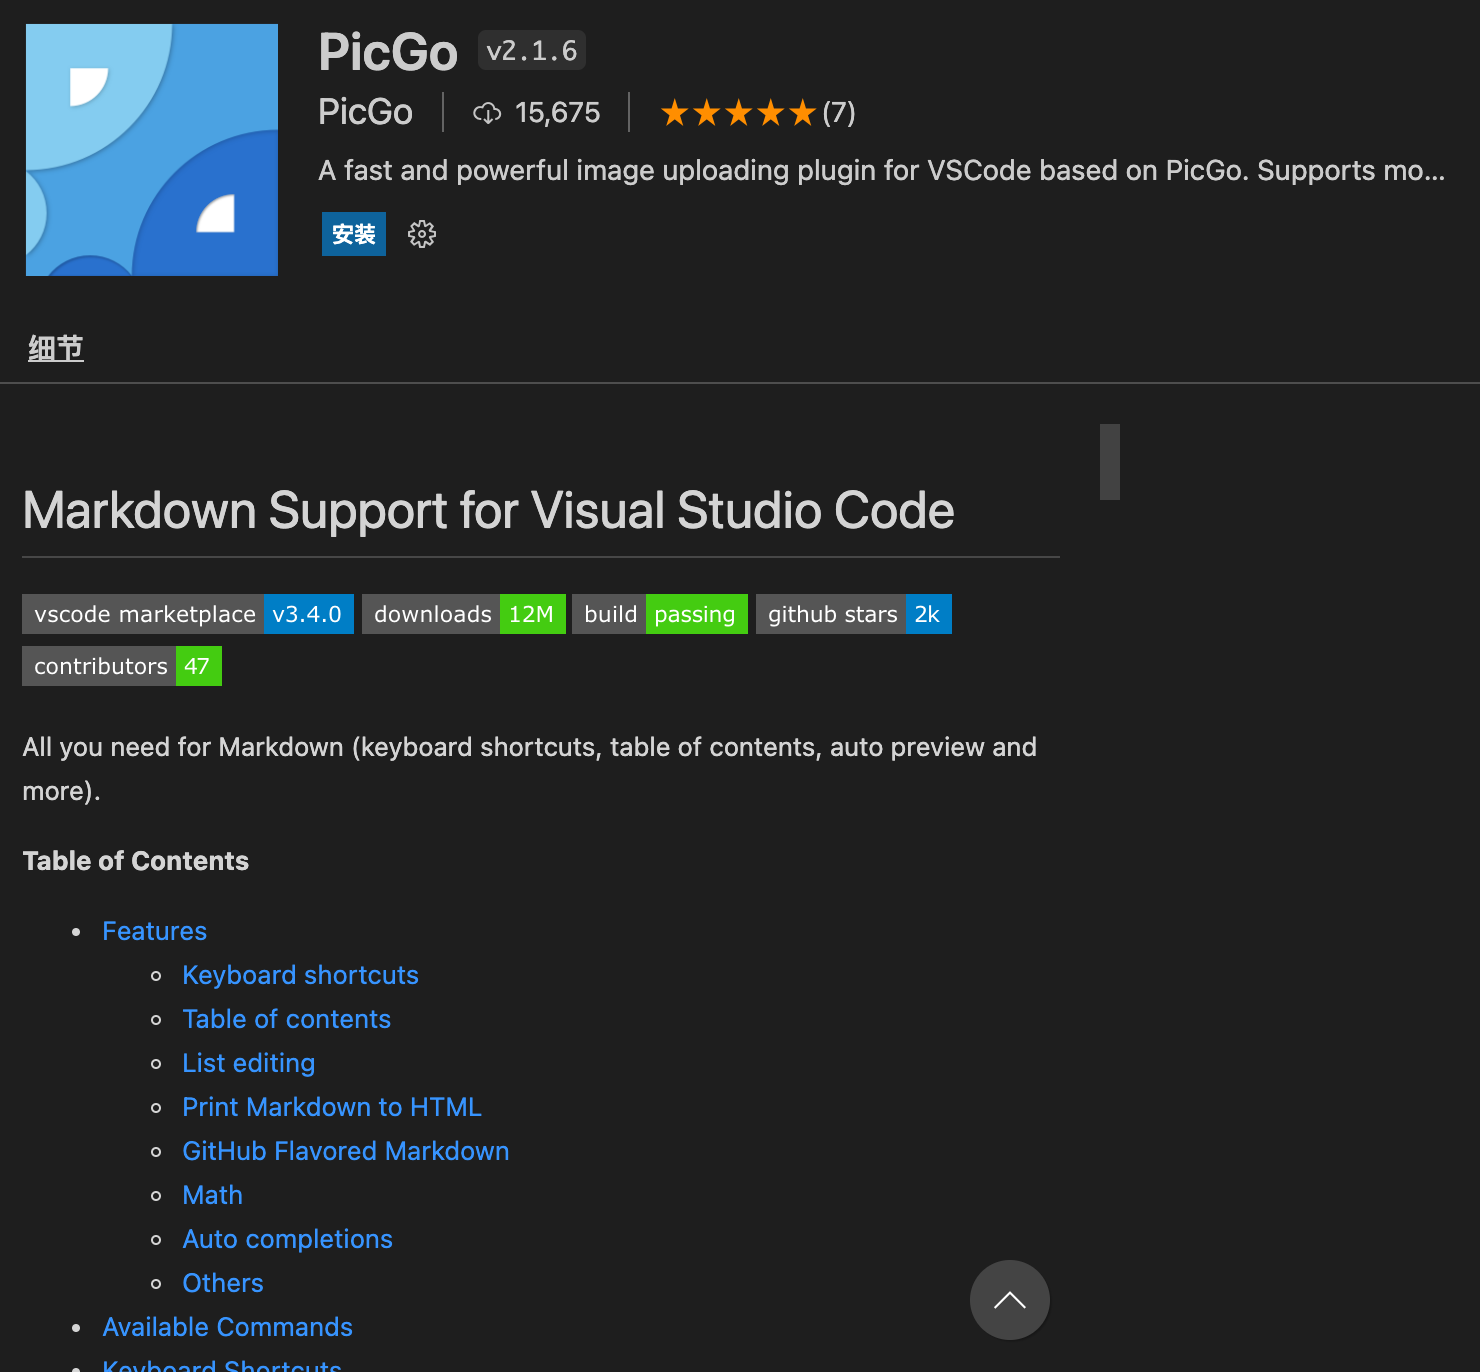 PicGo v2.1.6
PicGo 15,675 ★★★★★(7)
A fast and powerful image uploading plugin for VSCode based on PicGo. Supports mo...
安装
细节
Markdown Support for Visual Studio Code
vscode marketplace v3.4.0 downloads 12M build passing github stars 2k
contributors 47
All you need for Markdown (keyboard shortcuts, table of contents, auto preview and
more).
Table of Contents
• Features
◦ Keyboard shortcuts
◦ Table of contents
◦ List editing
◦ Print Markdown to HTML
◦ GitHub Flavored Markdown
◦ Math
◦ Auto completions
◦ Others
• Available Commands
• Keyboard Shortcuts